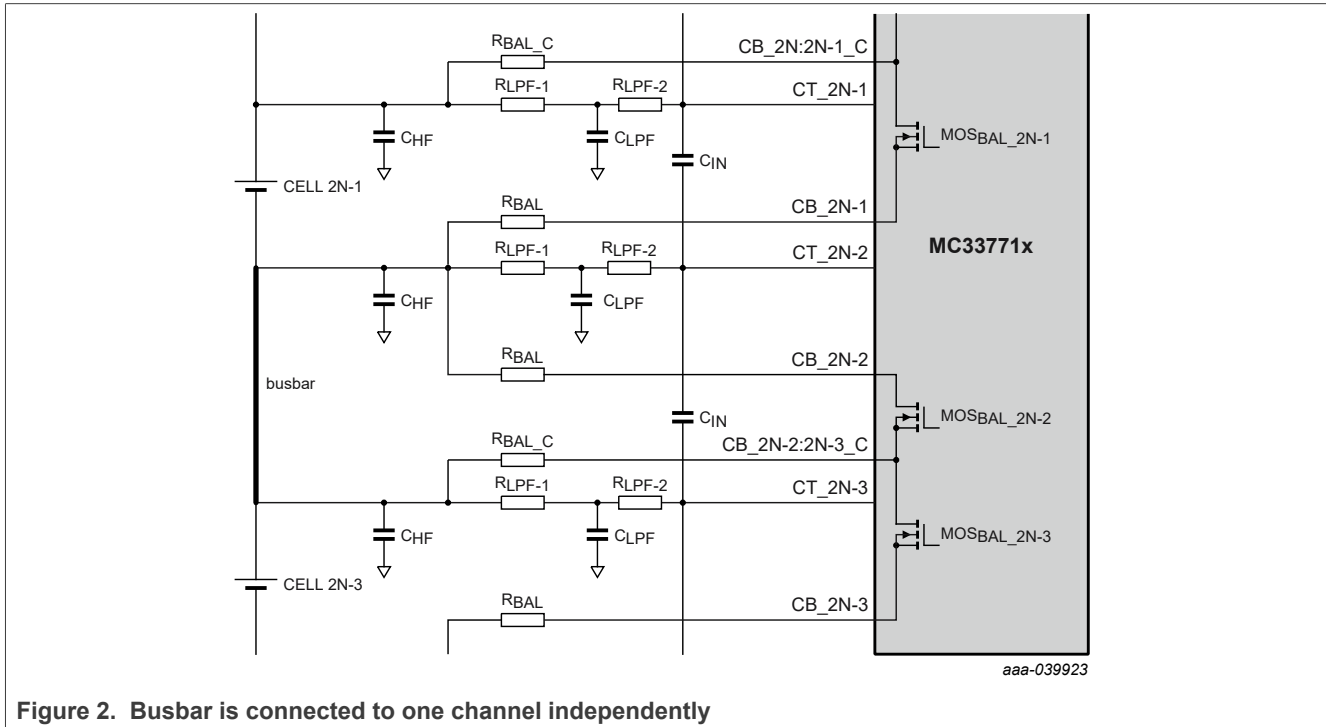 RBAL_C
CB_2N:2N-1_C
RLPF-1
RLPF-2
CT_2N-1
CHF
CLPF
MOSBAL_2N-1
CIN
CELL 2N-1
RBAL
CB_2N-1
RLPF-1
RLPF-2
CT_2N-2
MC33771x
CHF
CLPF
RBAL
CB_2N-2
busbar
CIN
MOSBAL_2N-2
RBAL_C
CB_2N-2:2N-3_C
RLPF-1
RLPF-2
CT_2N-3
CHF
CLPF
MOSBAL_2N-3
CELL 2N-3
RBAL
CB_2N-3
aaa-039923
Figure 2. Busbar is connected to one channel independently